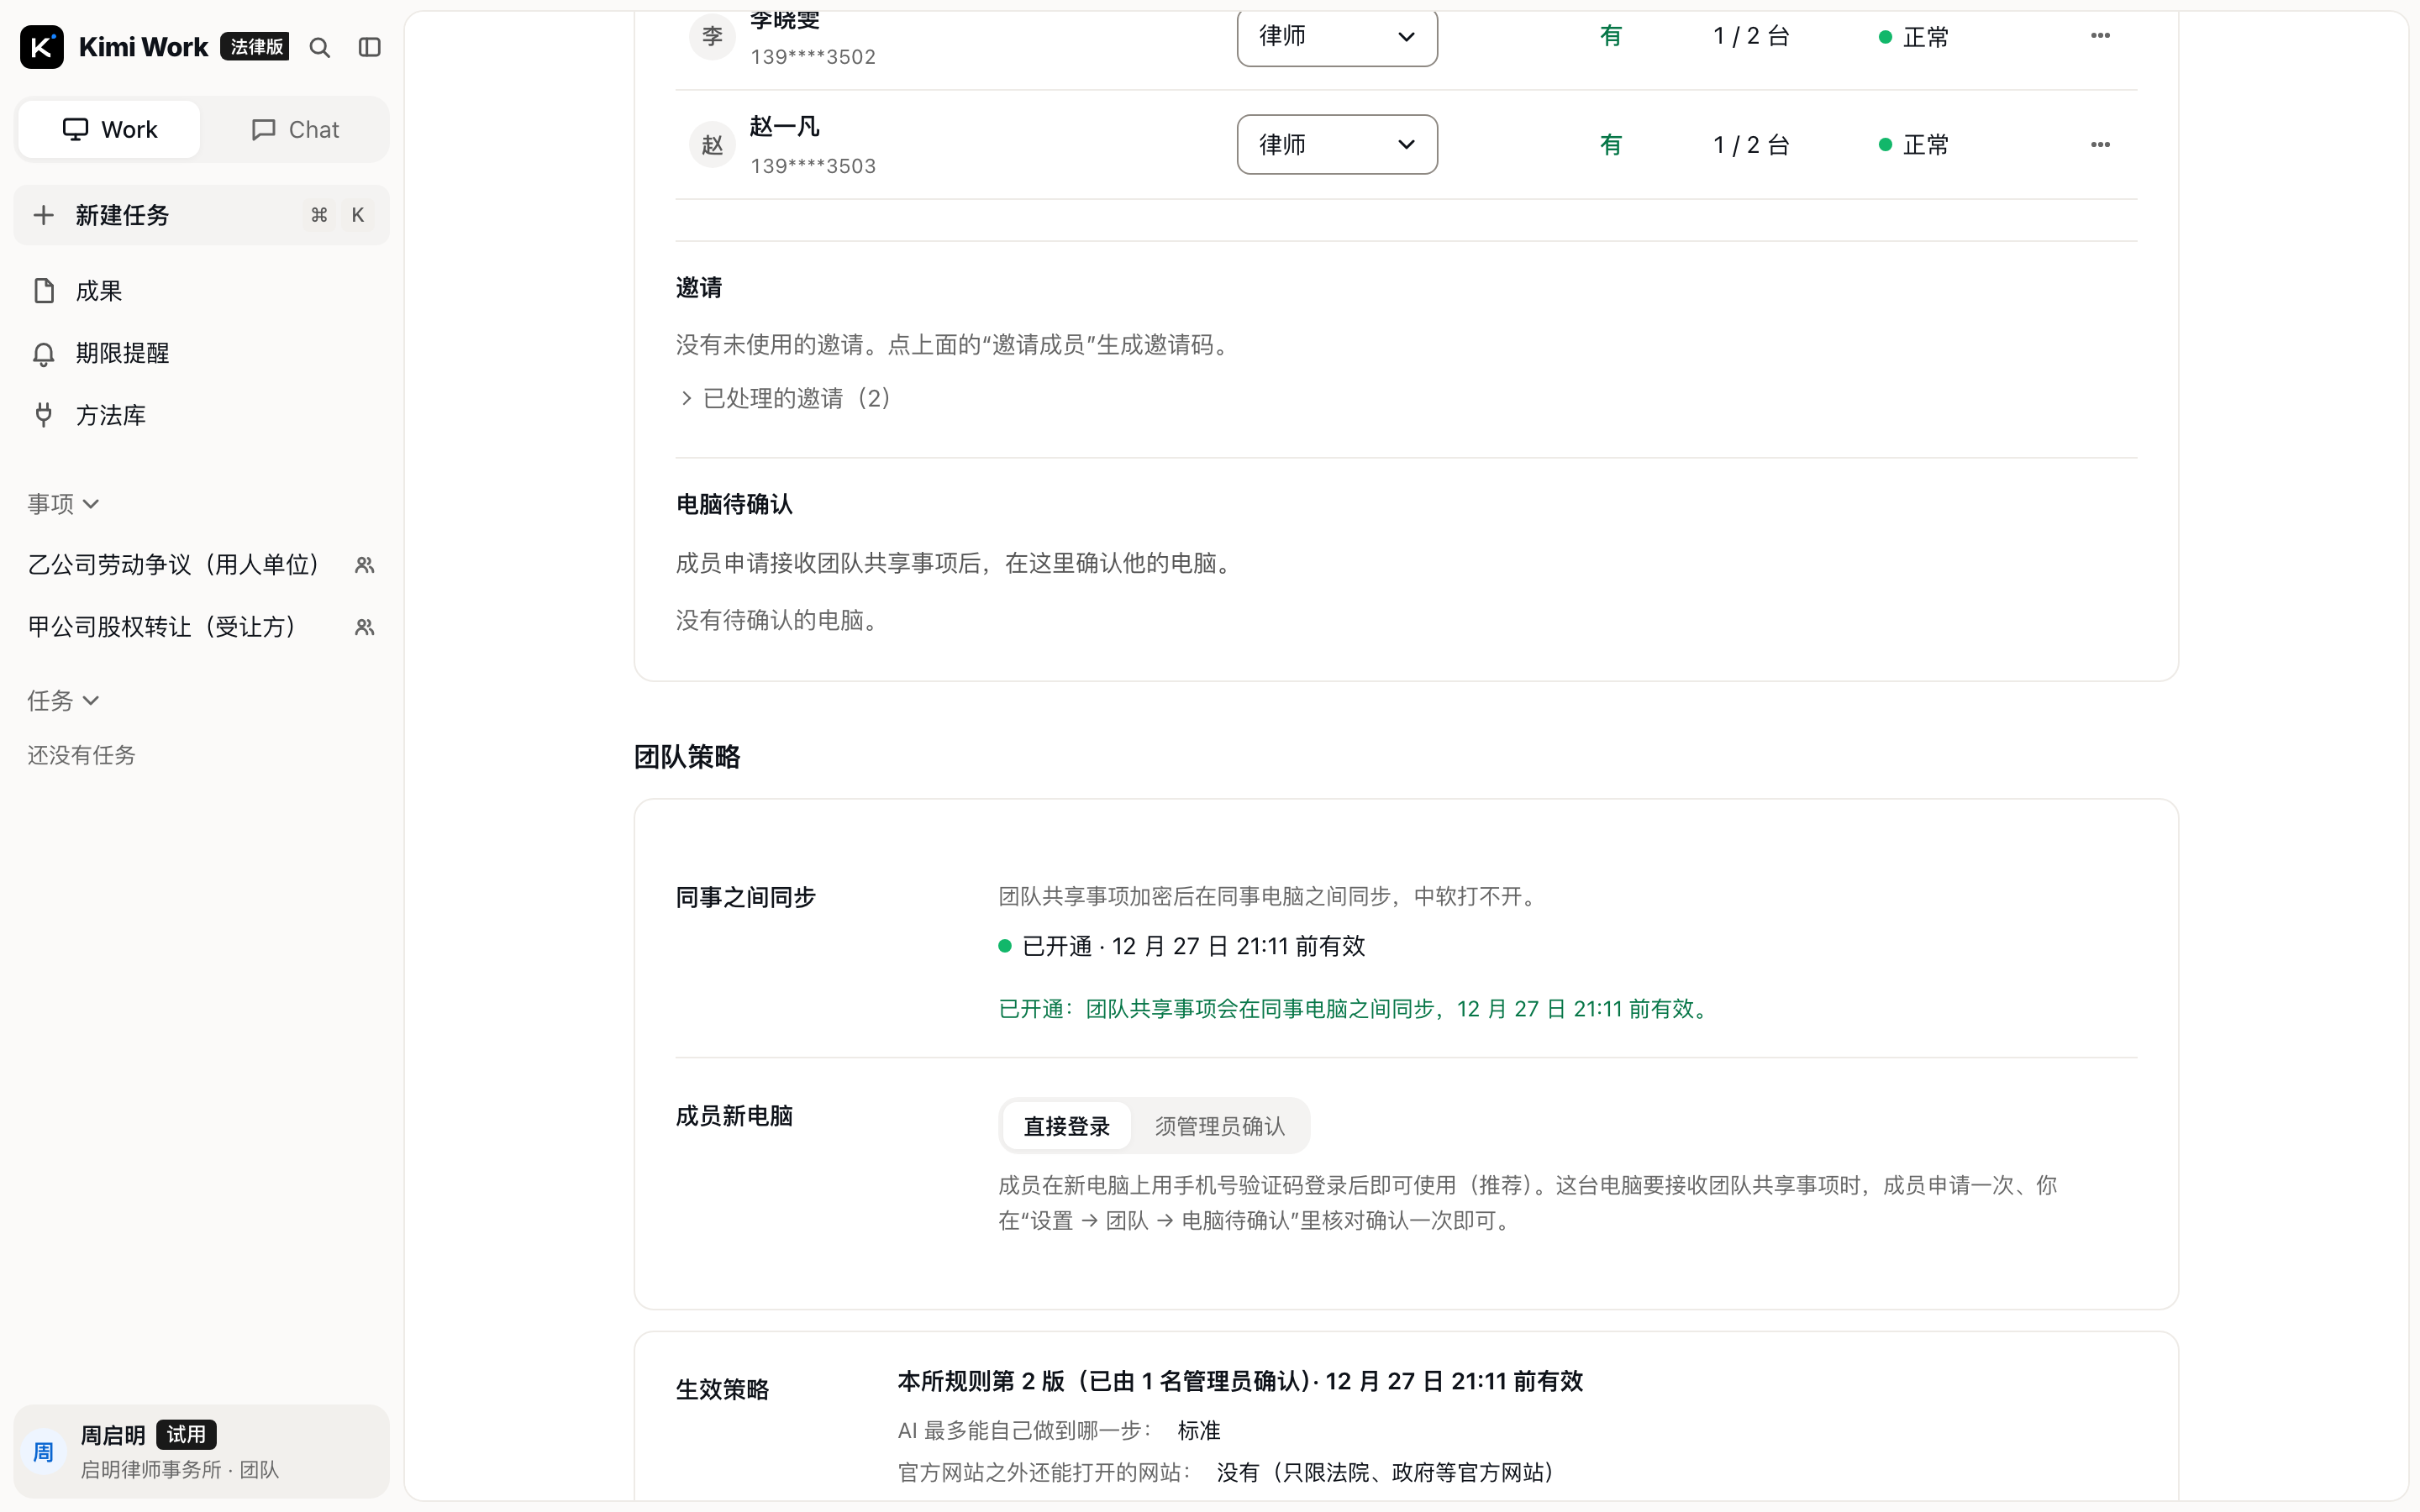 Kimi Work 法律版
Work
Chat
新建任务 ⌘ K
成果
期限提醒
方法库
事项
乙公司劳动争议（用人单位）
甲公司股权转让（受让方）
任务
还没有任务
周 周启明 试用
启明律师事务所 · 团队
李 李晓雯
139****3502
律师
有
1 / 2 台
正常
赵 赵一凡
139****3503
律师
有
1 / 2 台
正常
邀请
没有未使用的邀请。点上面的“邀请成员”生成邀请码。
已处理的邀请（2）
电脑待确认
成员申请接收团队共享事项后，在这里确认他的电脑。
没有待确认的电脑。
团队策略
同事之间同步
团队共享事项加密后在同事电脑之间同步，中软打不开。
已开通 · 12 月 27 日 21:11 前有效
已开通：团队共享事项会在同事电脑之间同步，12 月 27 日 21:11 前有效。
成员新电脑
直接登录
须管理员确认
成员在新电脑上用手机号验证码登录后即可使用（推荐）。这台电脑要接收团队共享事项时，成员申请一次、你
在“设置 → 团队 → 电脑待确认”里核对确认一次即可。
生效策略
本所规则第 2 版（已由 1 名管理员确认）· 12 月 27 日 21:11 前有效
AI 最多能自己做到哪一步： 标准
官方网站之外还能打开的网站： 没有（只限法院、政府等官方网站）